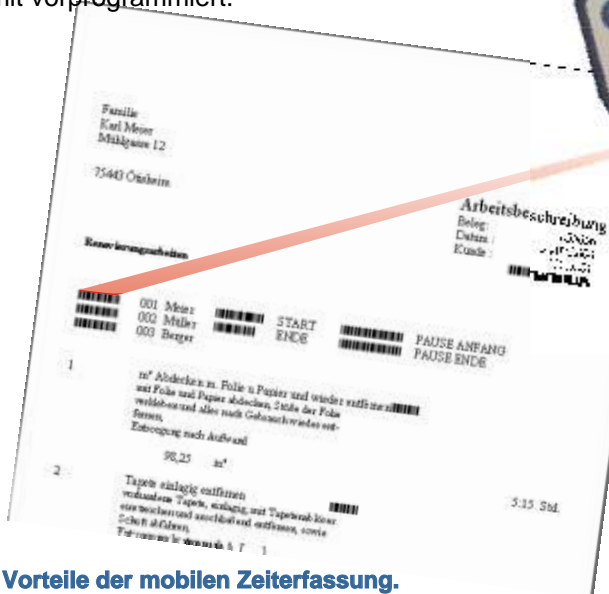 mit vorprogrammiert.
Familie
Karl Meier
Mühlgasse 12
75443 Ötisheim
Arbeitsbeschreibung
Beleg:
Datum:
Kunde:
Renovierungsarbeiten
001 Meier
002 Müller
003 Berger
START
ENDE
PAUSE ANFANG
PAUSE ENDE
1
m² Abdecken m. Folie u Papier und wieder entfernen
mit Folie und Papier abdecken, Stöße der Folie
verkleben und alles nach Gebrauch wieder ent-
fernen,
Entsorgung nach Aufwand
98,25 m²
5:15 Std.
2
Tapete einlagig entfernen
vorhandene Tapete, einlagig, mit Tapetenablöser
einstreichen und anschließend entfernen, sowie
Schutt abfahren,
Vorteile der mobilen Zeiterfassung.